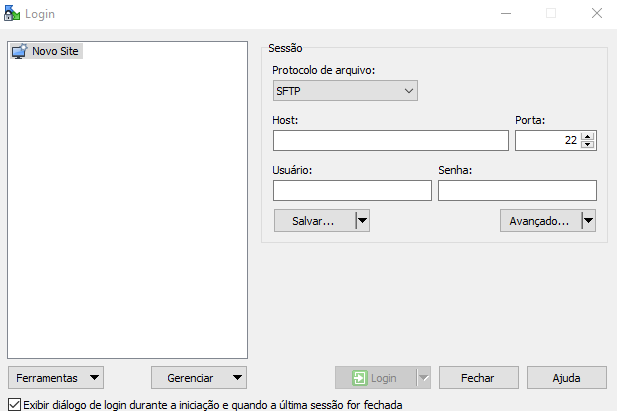 Login
Novo Site
Sessão
Protocolo de arquivo:
SFTP
Host: Porta:
22
Usuário: Senha:
Salvar... Avançado...
Ferramentas Gerenciar Login Fechar Ajuda
Exibir diálogo de login durante a iniciação e quando a última sessão for fechada